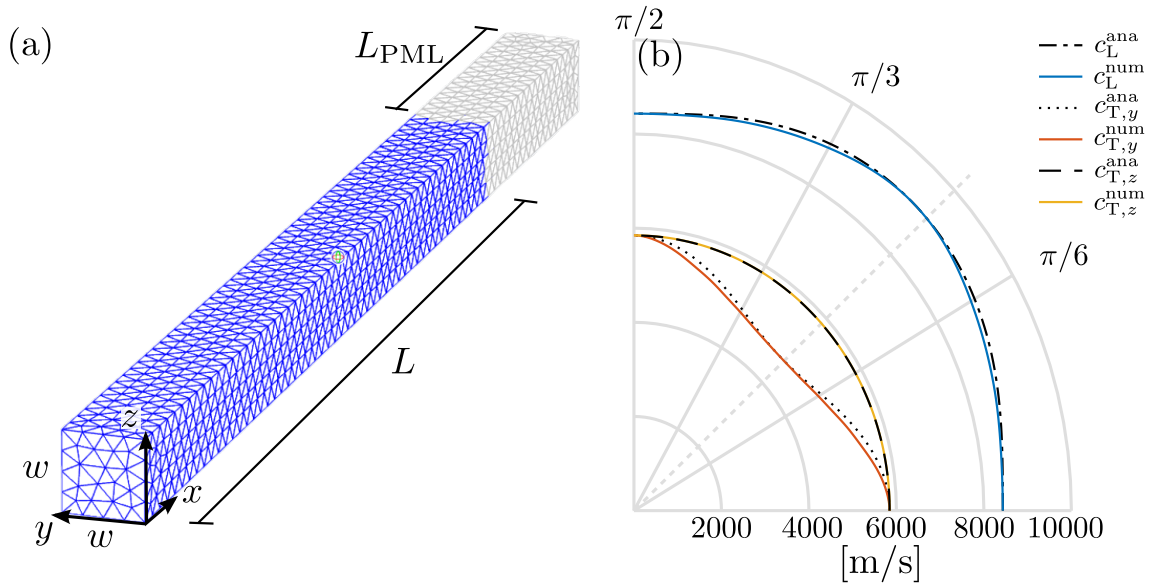 (a)
L_PML
L
z
w
x
y
w
π/2
(b)
π/3
π/6
c_L^ana
c_L^num
c_T,y^ana
c_T,y^num
c_T,z^ana
c_T,z^num
2000 4000 6000 8000 10000
[m/s]